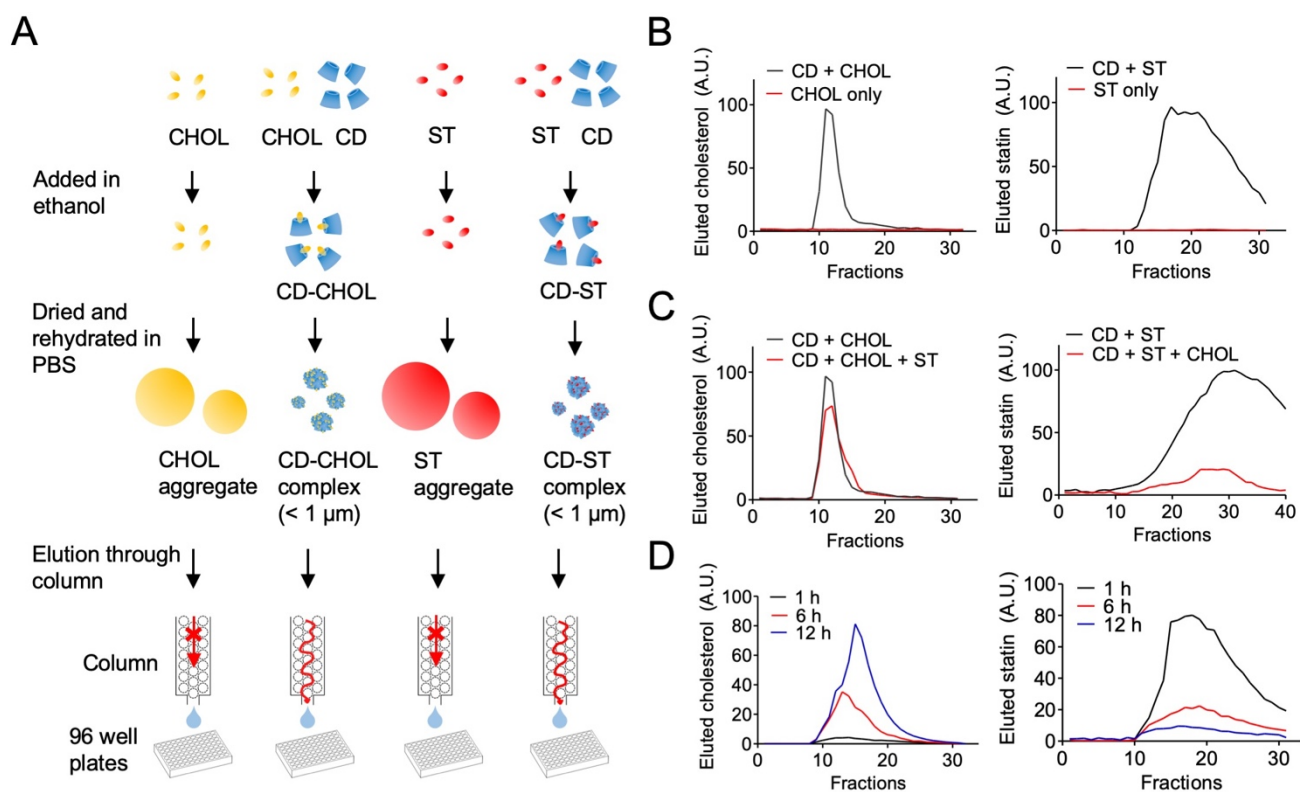 A
CHOL
CHOL CD
ST
ST CD
Added in
ethanol
CD-CHOL
CD-ST
Dried and
rehydrated in
PBS
CHOL
aggregate
CD-CHOL
complex
(< 1 μm)
ST
aggregate
CD-ST
complex
(< 1 μm)
Elution through
column
Column
96 well
plates
B
Eluted cholesterol (A.U.)
CD + CHOL
CHOL only
100
50
0
0 10 20 30
Fractions
Eluted statin (A.U.)
CD + ST
ST only
100
50
0
0 10 20 30
Fractions
C
Eluted cholesterol (A.U.)
CD + CHOL
CD + CHOL + ST
100
50
0
0 10 20 30
Fractions
Eluted statin (A.U.)
CD + ST
CD + ST + CHOL
100
50
0
0 10 20 30 40
Fractions
D
Eluted cholesterol (A.U.)
1 h
6 h
12 h
100
80
60
40
20
0
0 10 20 30
Fractions
Eluted statin (A.U.)
1 h
6 h
12 h
100
80
60
40
20
0
0 10 20 30
Fractions